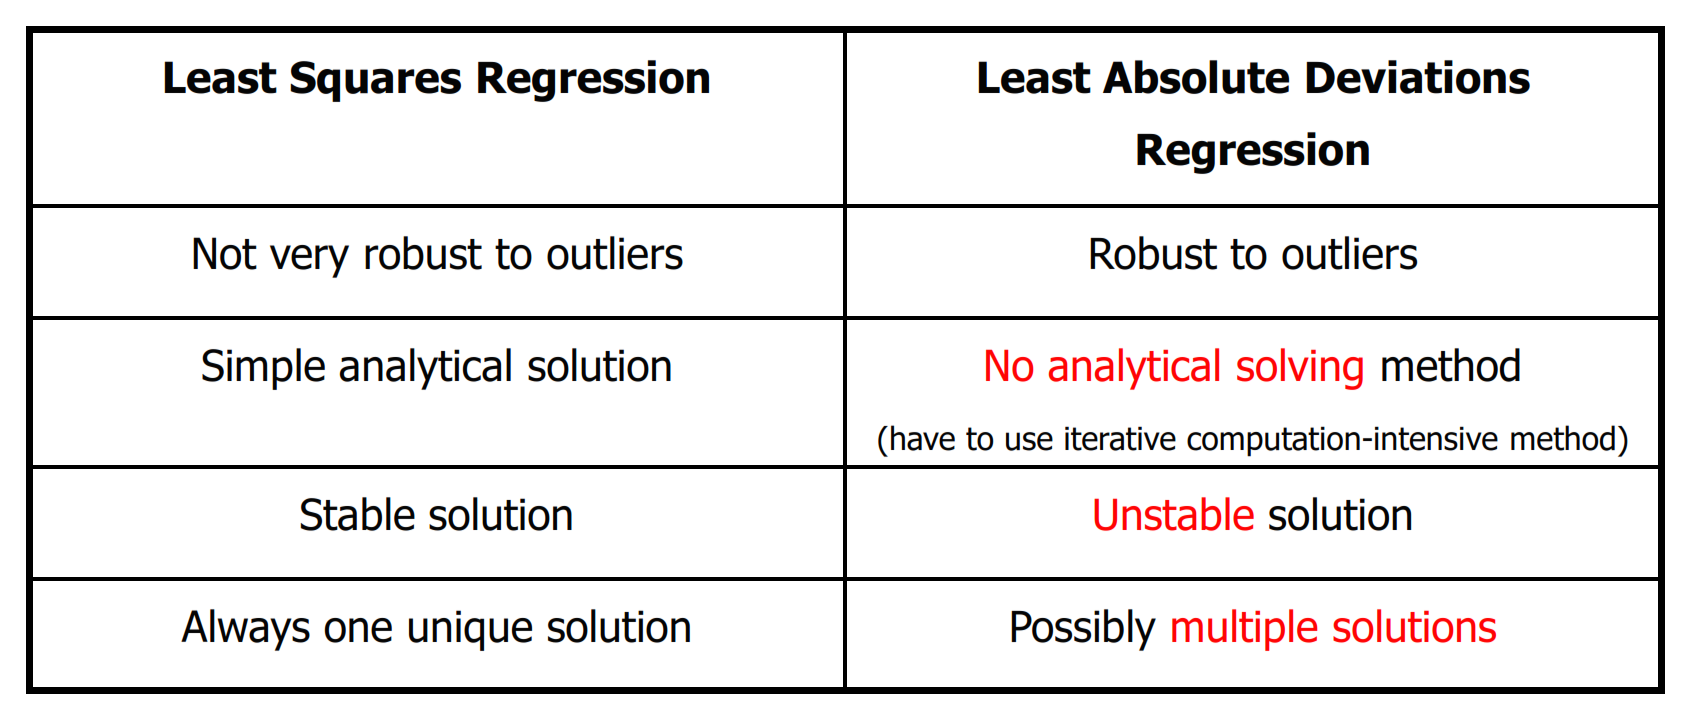 Least Squares Regression
Least Absolute Deviations
Regression
Not very robust to outliers
Robust to outliers
Simple analytical solution
No analytical solving method
(have to use iterative computation-intensive method)
Stable solution
Unstable solution
Always one unique solution
Possibly multiple solutions